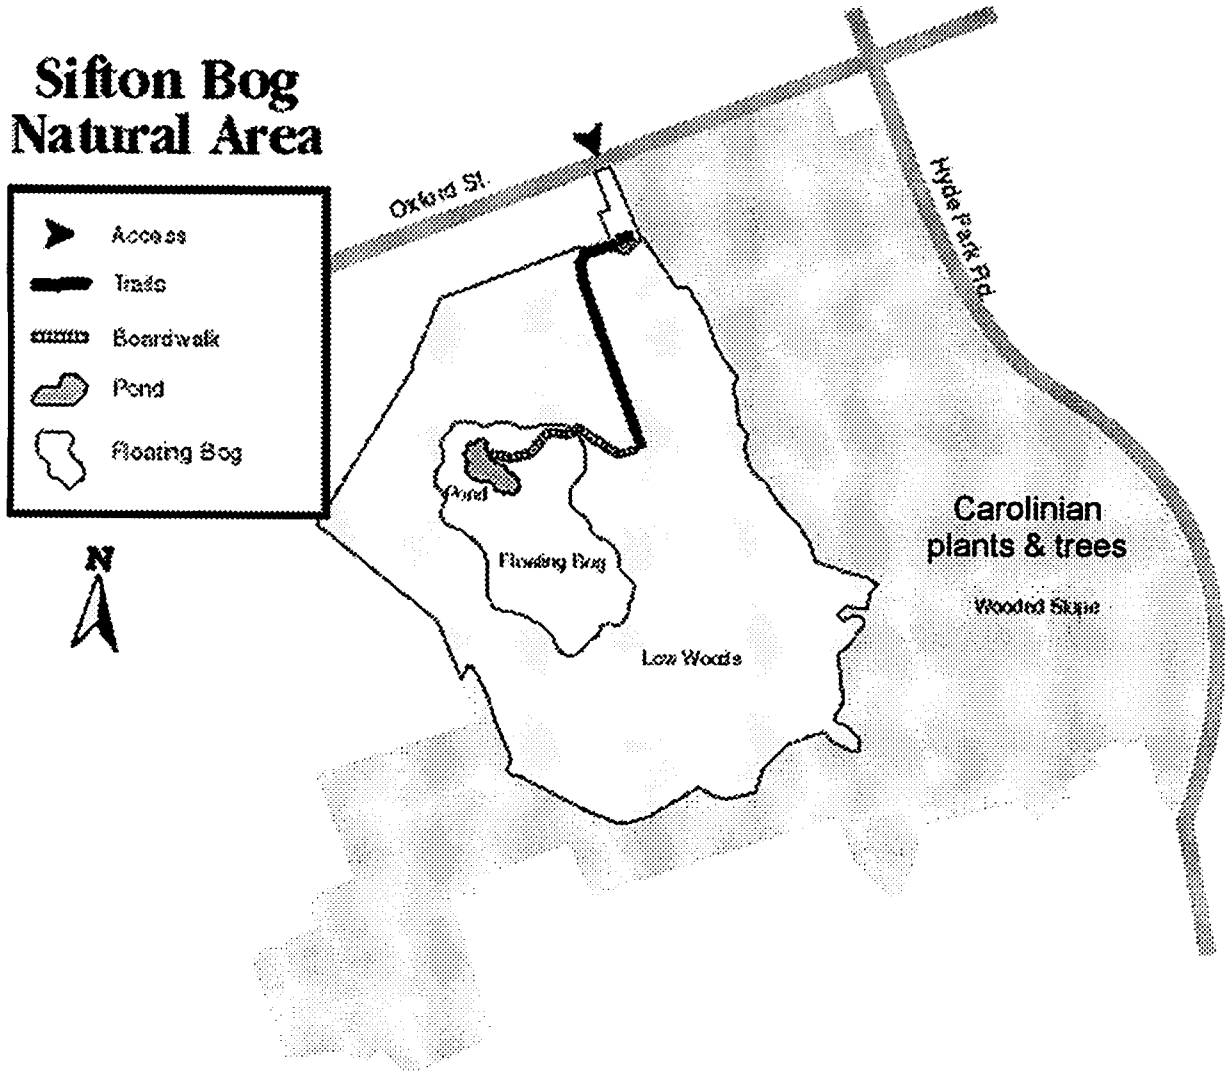 Sifton Bog
Natural Area
Access
Trails
Boardwalk
Pond
Floating Bog
N
Oxford St.
Hyde Park Rd.
Pond
Floating Bog
Low Woods
Carolinian
plants & trees
Wooded Slope